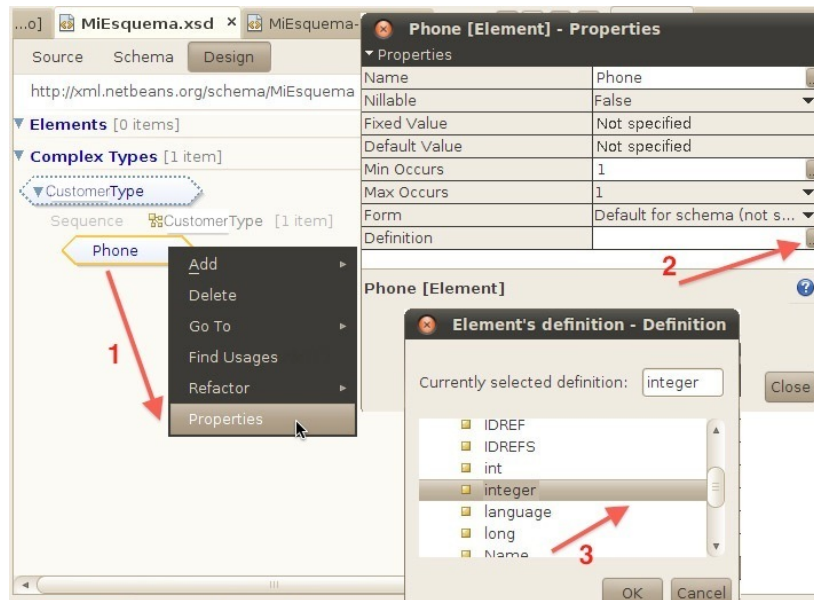 ...o] MiEsquema.xsd × MiEsquema-
Source Schema Design
http://xml.netbeans.org/schema/MiEsquema
Elements [0 items]
Complex Types [1 item]
CustomerType
Sequence CustomerType [1 item]
Phone
Add
Delete
Go To
Find Usages
Refactor
Properties
1
Phone [Element] - Properties
Properties
Name Phone
Nillable False
Fixed Value Not specified
Default Value Not specified
Min Occurs 1
Max Occurs 1
Form Default for schema (not s...
Definition
2
Phone [Element]
Element's definition - Definition
Currently selected definition: integer
Close
IDREF
IDREFS
int
integer
language
long
Name
3
OK Cancel